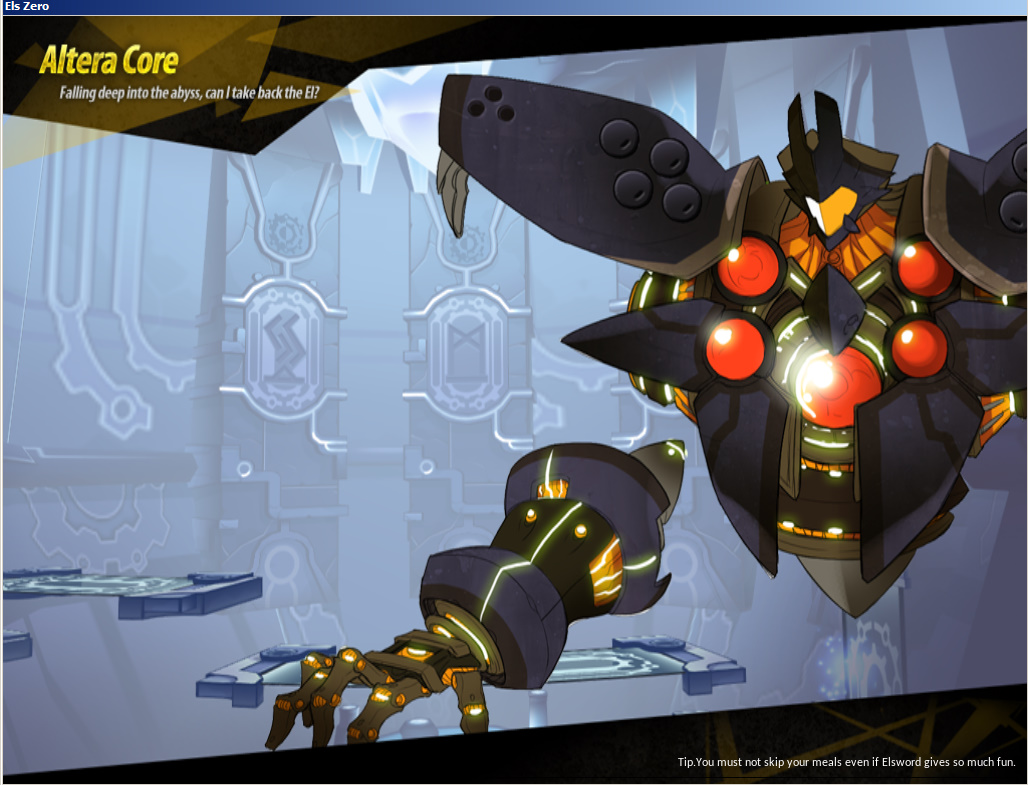 Els Zero
Altera Core
Falling deep into the abyss, can I take back the El?
Tip.You must not skip your meals even if Elsword gives so much fun.